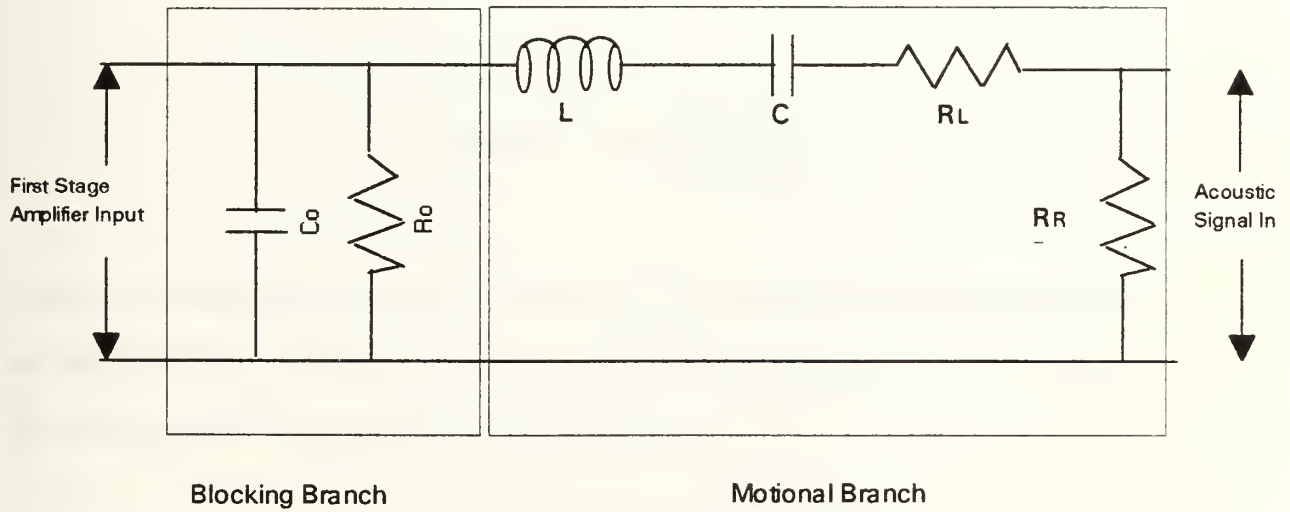 L
C
RL
First Stage
Amplifier Input
Co
Ro
RR
Acoustic
Signal In
Blocking Branch
Motional Branch